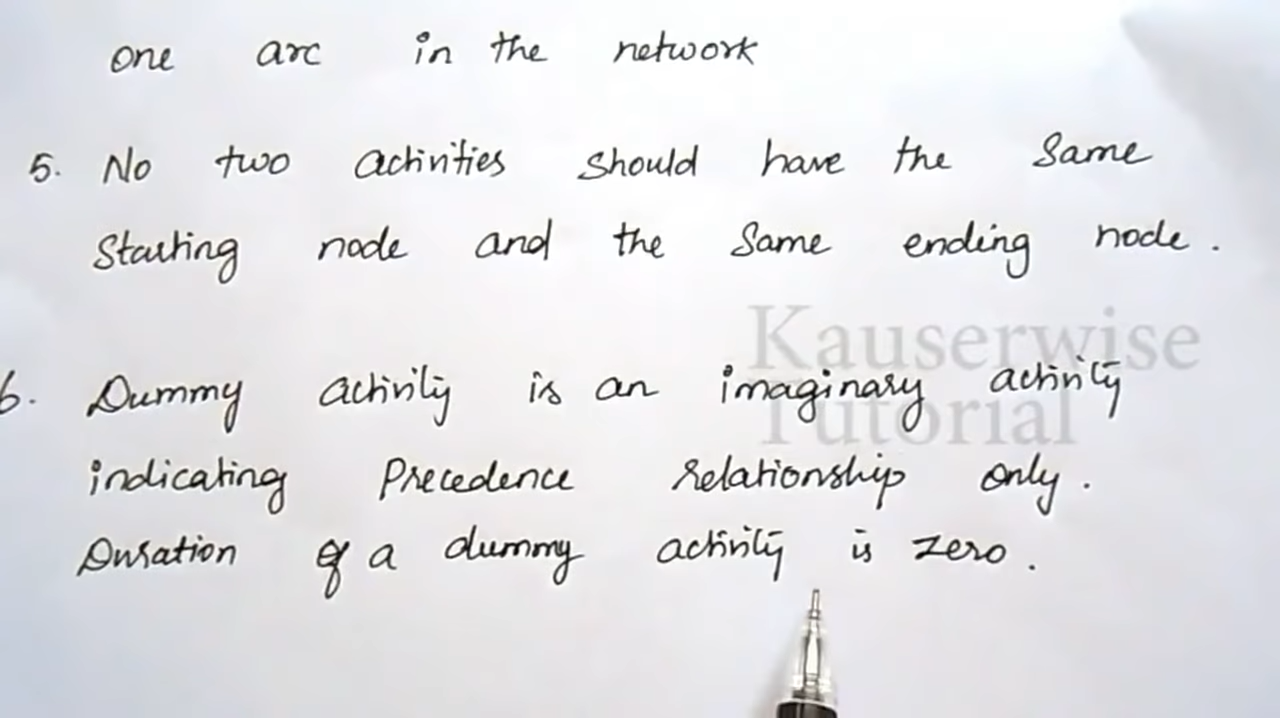 one arc in the network
5. No two activities should have the same
starting node and the same ending node.
Kauserwise
Tutorial
6. Dummy activity is an imaginary activity
indicating Precedence relationship only.
Duration of a dummy activity is zero.